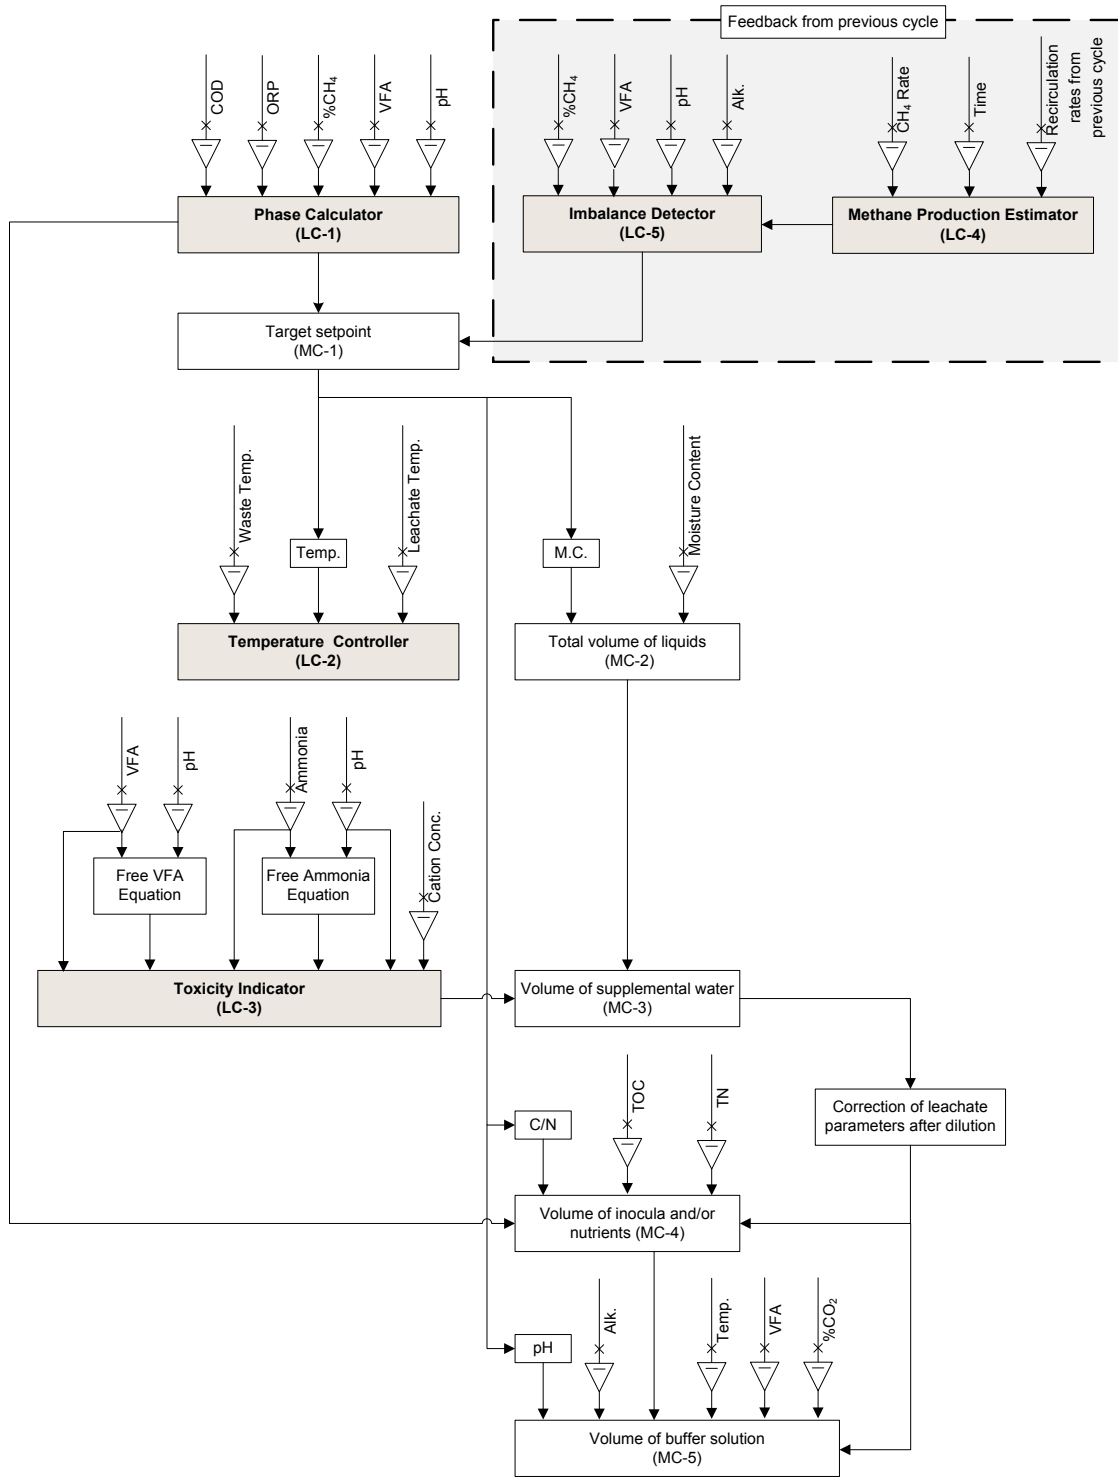 Feedback from previous cycle
COD
ORP
%CH₄
VFA
pH
%CH₄
VFA
pH
Alk.
CH₄ Rate
Time
Recirculation
rates from
previous cycle
Phase Calculator
(LC-1)
Imbalance Detector
(LC-5)
Methane Production Estimator
(LC-4)
Target setpoint
(MC-1)
Waste Temp.
Temp.
Leachate Temp.
M.C.
Moisture Content
Temperature Controller
(LC-2)
Total volume of liquids
(MC-2)
VFA
pH
Ammonia
pH
Cation Conc.
Free VFA
Equation
Free Ammonia
Equation
Toxicity Indicator
(LC-3)
Volume of supplemental water
(MC-3)
Correction of leachate
parameters after dilution
C/N
TOC
TN
Volume of inocula and/or
nutrients (MC-4)
pH
Alk.
Temp.
VFA
%CO₂
Volume of buffer solution
(MC-5)